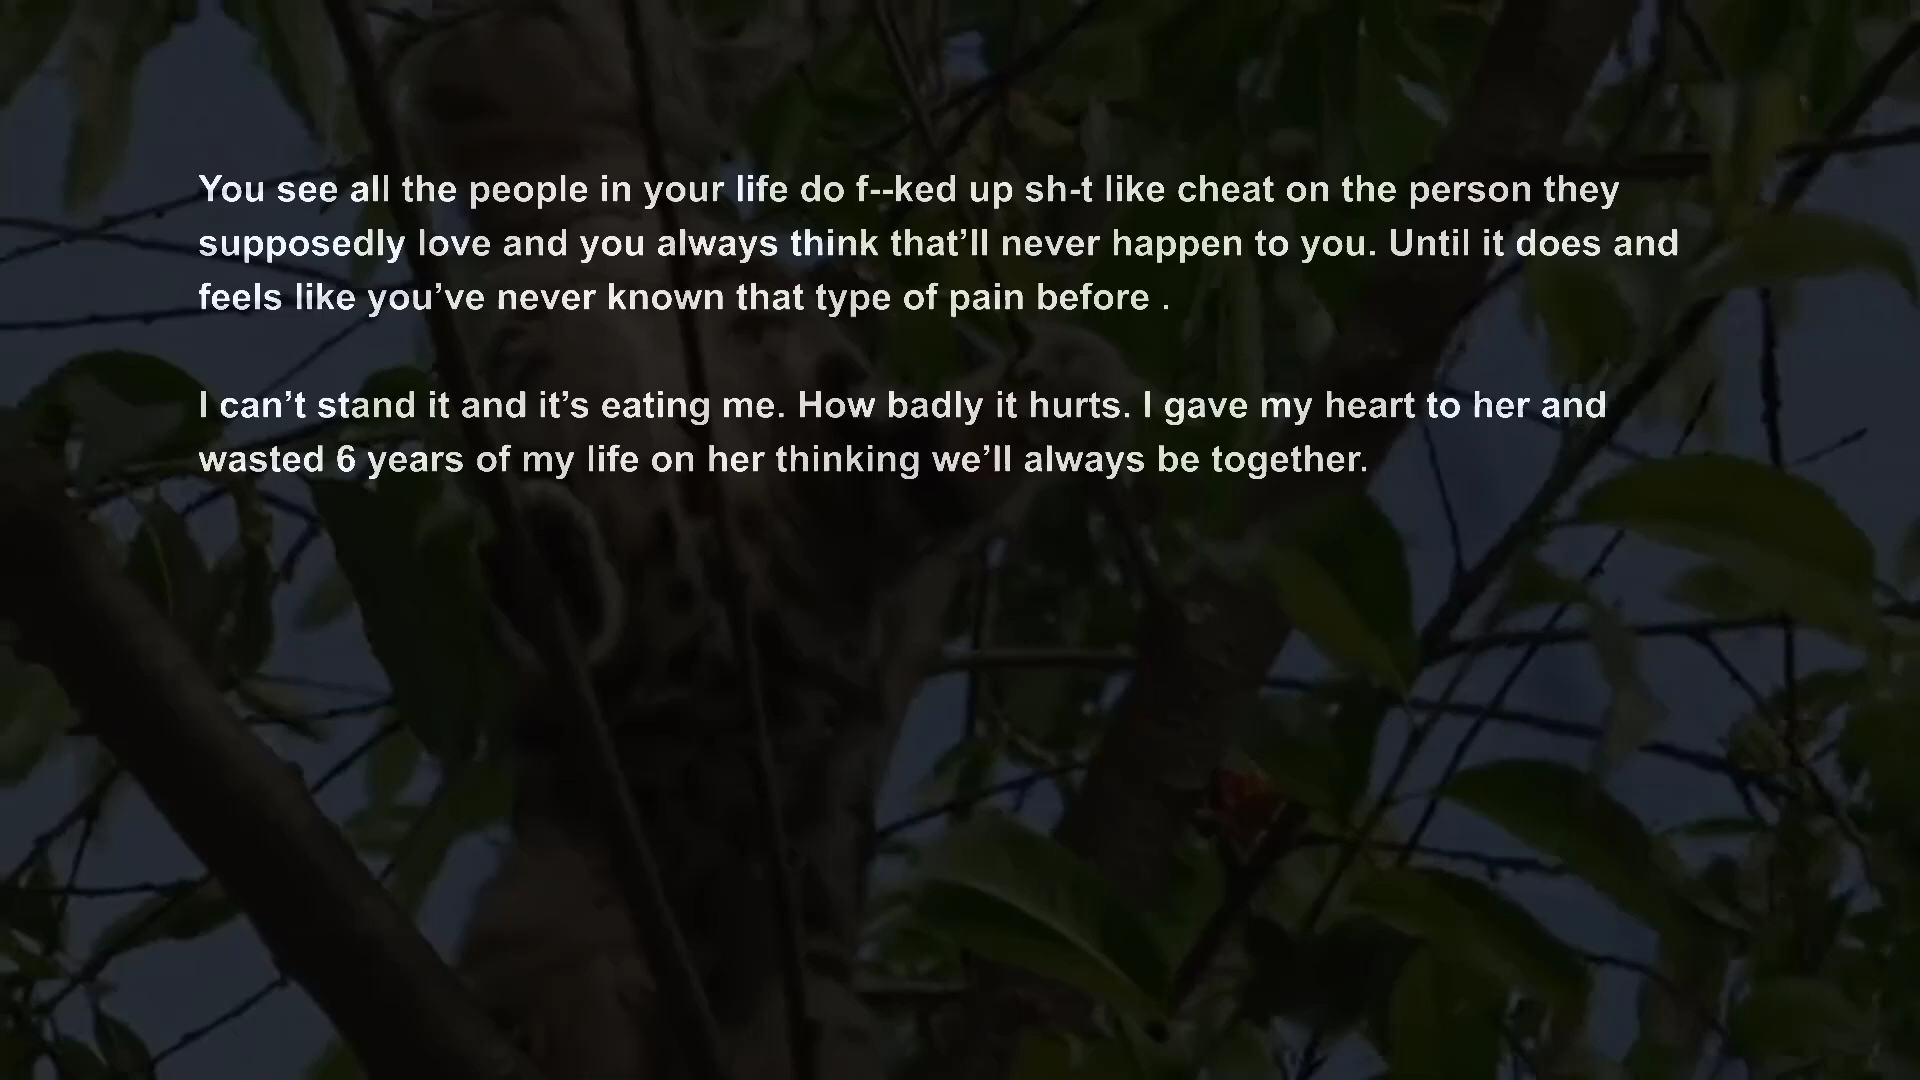 You see all the people in your life do f--ked up sh-t like cheat on the person they
supposedly love and you always think that’ll never happen to you. Until it does and
feels like you’ve never known that type of pain before .
I can’t stand it and it’s eating me. How badly it hurts. I gave my heart to her and
wasted 6 years of my life on her thinking we’ll always be together.